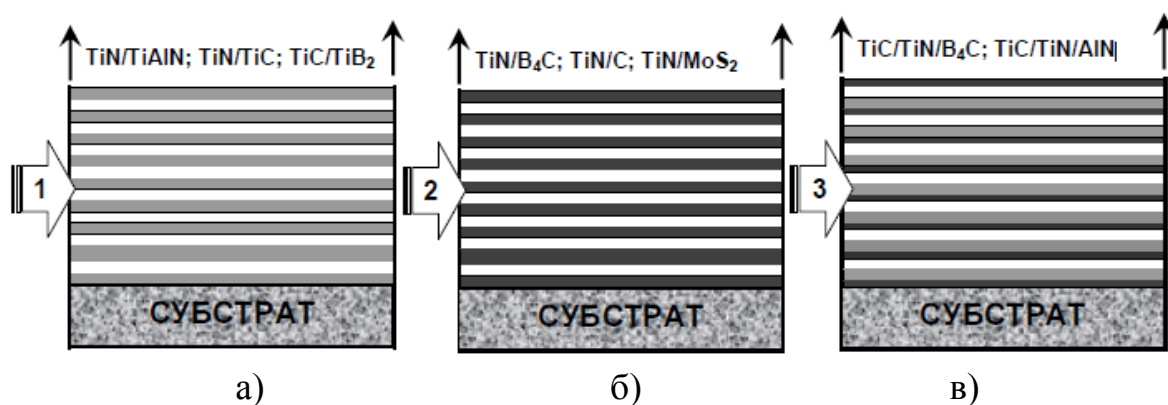 TiN/TiAlN; TiN/TiC; TiC/TiB₂
1
СУБСТРАТ
а)
TiN/B₄C; TiN/C; TiN/MoS₂
2
СУБСТРАТ
б)
TiC/TiN/B₄C; TiC/TiN/AlN
3
СУБСТРАТ
в)